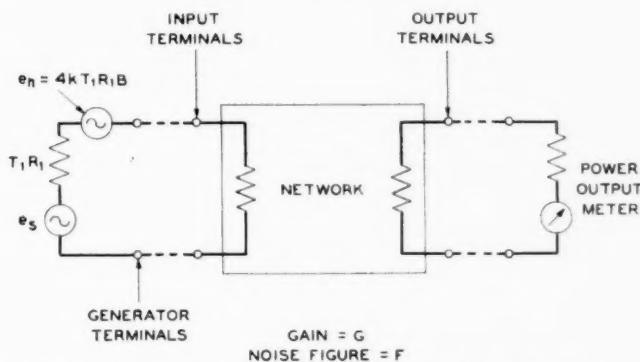 INPUT
TERMINALS
OUTPUT
TERMINALS
eₙ = 4kT₁R₁B
T₁R₁
NETWORK
POWER
OUTPUT
METER
eₛ
GENERATOR
TERMINALS
GAIN = G
NOISE FIGURE = F